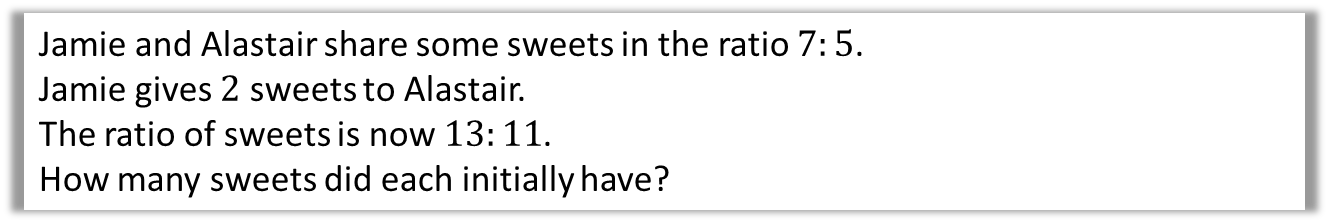 Jamie and Alastair share some sweets in the ratio 7: 5.
Jamie gives 2 sweets to Alastair.
The ratio of sweets is now 13: 11.
How many sweets did each initially have?